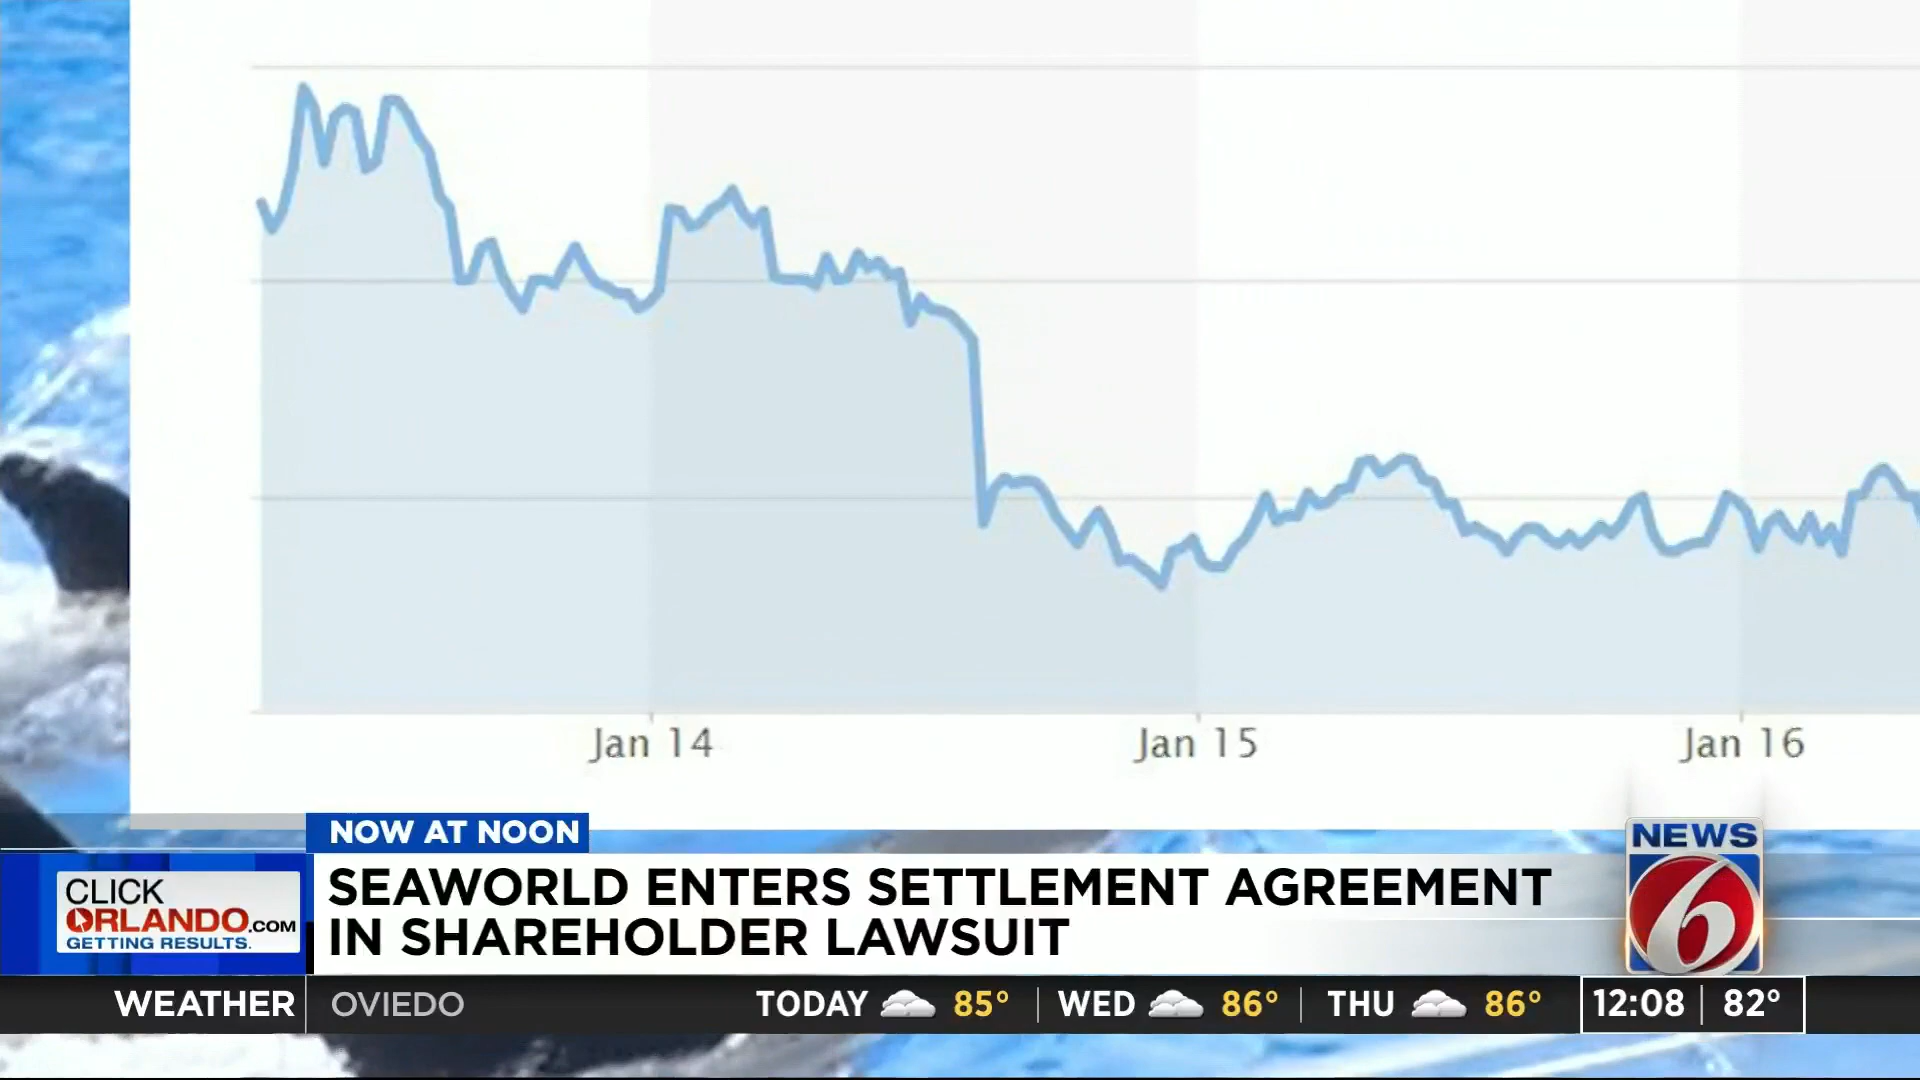 Jan 14
Jan 15
Jan 16
NOW AT NOON
CLICK
ORLANDO.COM
GETTING RESULTS.
SEAWORLD ENTERS SETTLEMENT AGREEMENT
IN SHAREHOLDER LAWSUIT
NEWS
6
WEATHER OVIEDO TODAY 85° WED 86° THU 86° 12:08 82°